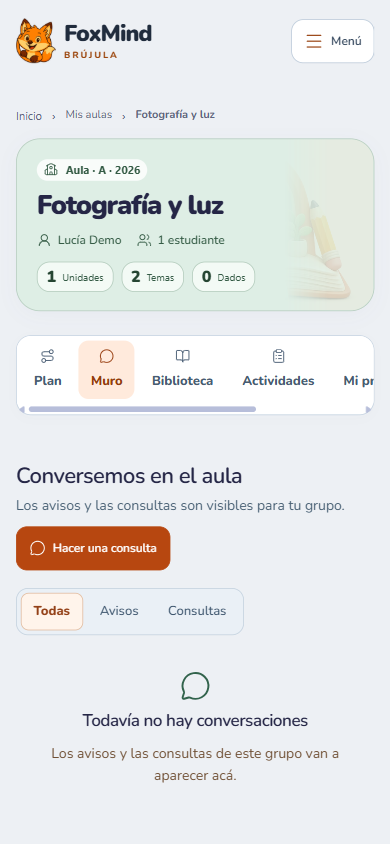 FoxMind
BRÚJULA
Menú
Inicio › Mis aulas › Fotografía y luz
Aula · A · 2026
Fotografía y luz
Lucía Demo 1 estudiante
1 Unidades 2 Temas 0 Dados
Plan Muro Biblioteca Actividades Mi pr
Conversemos en el aula
Los avisos y las consultas son visibles para tu grupo.
Hacer una consulta
Todas Avisos Consultas
Todavía no hay conversaciones
Los avisos y las consultas de este grupo van a
aparecer acá.